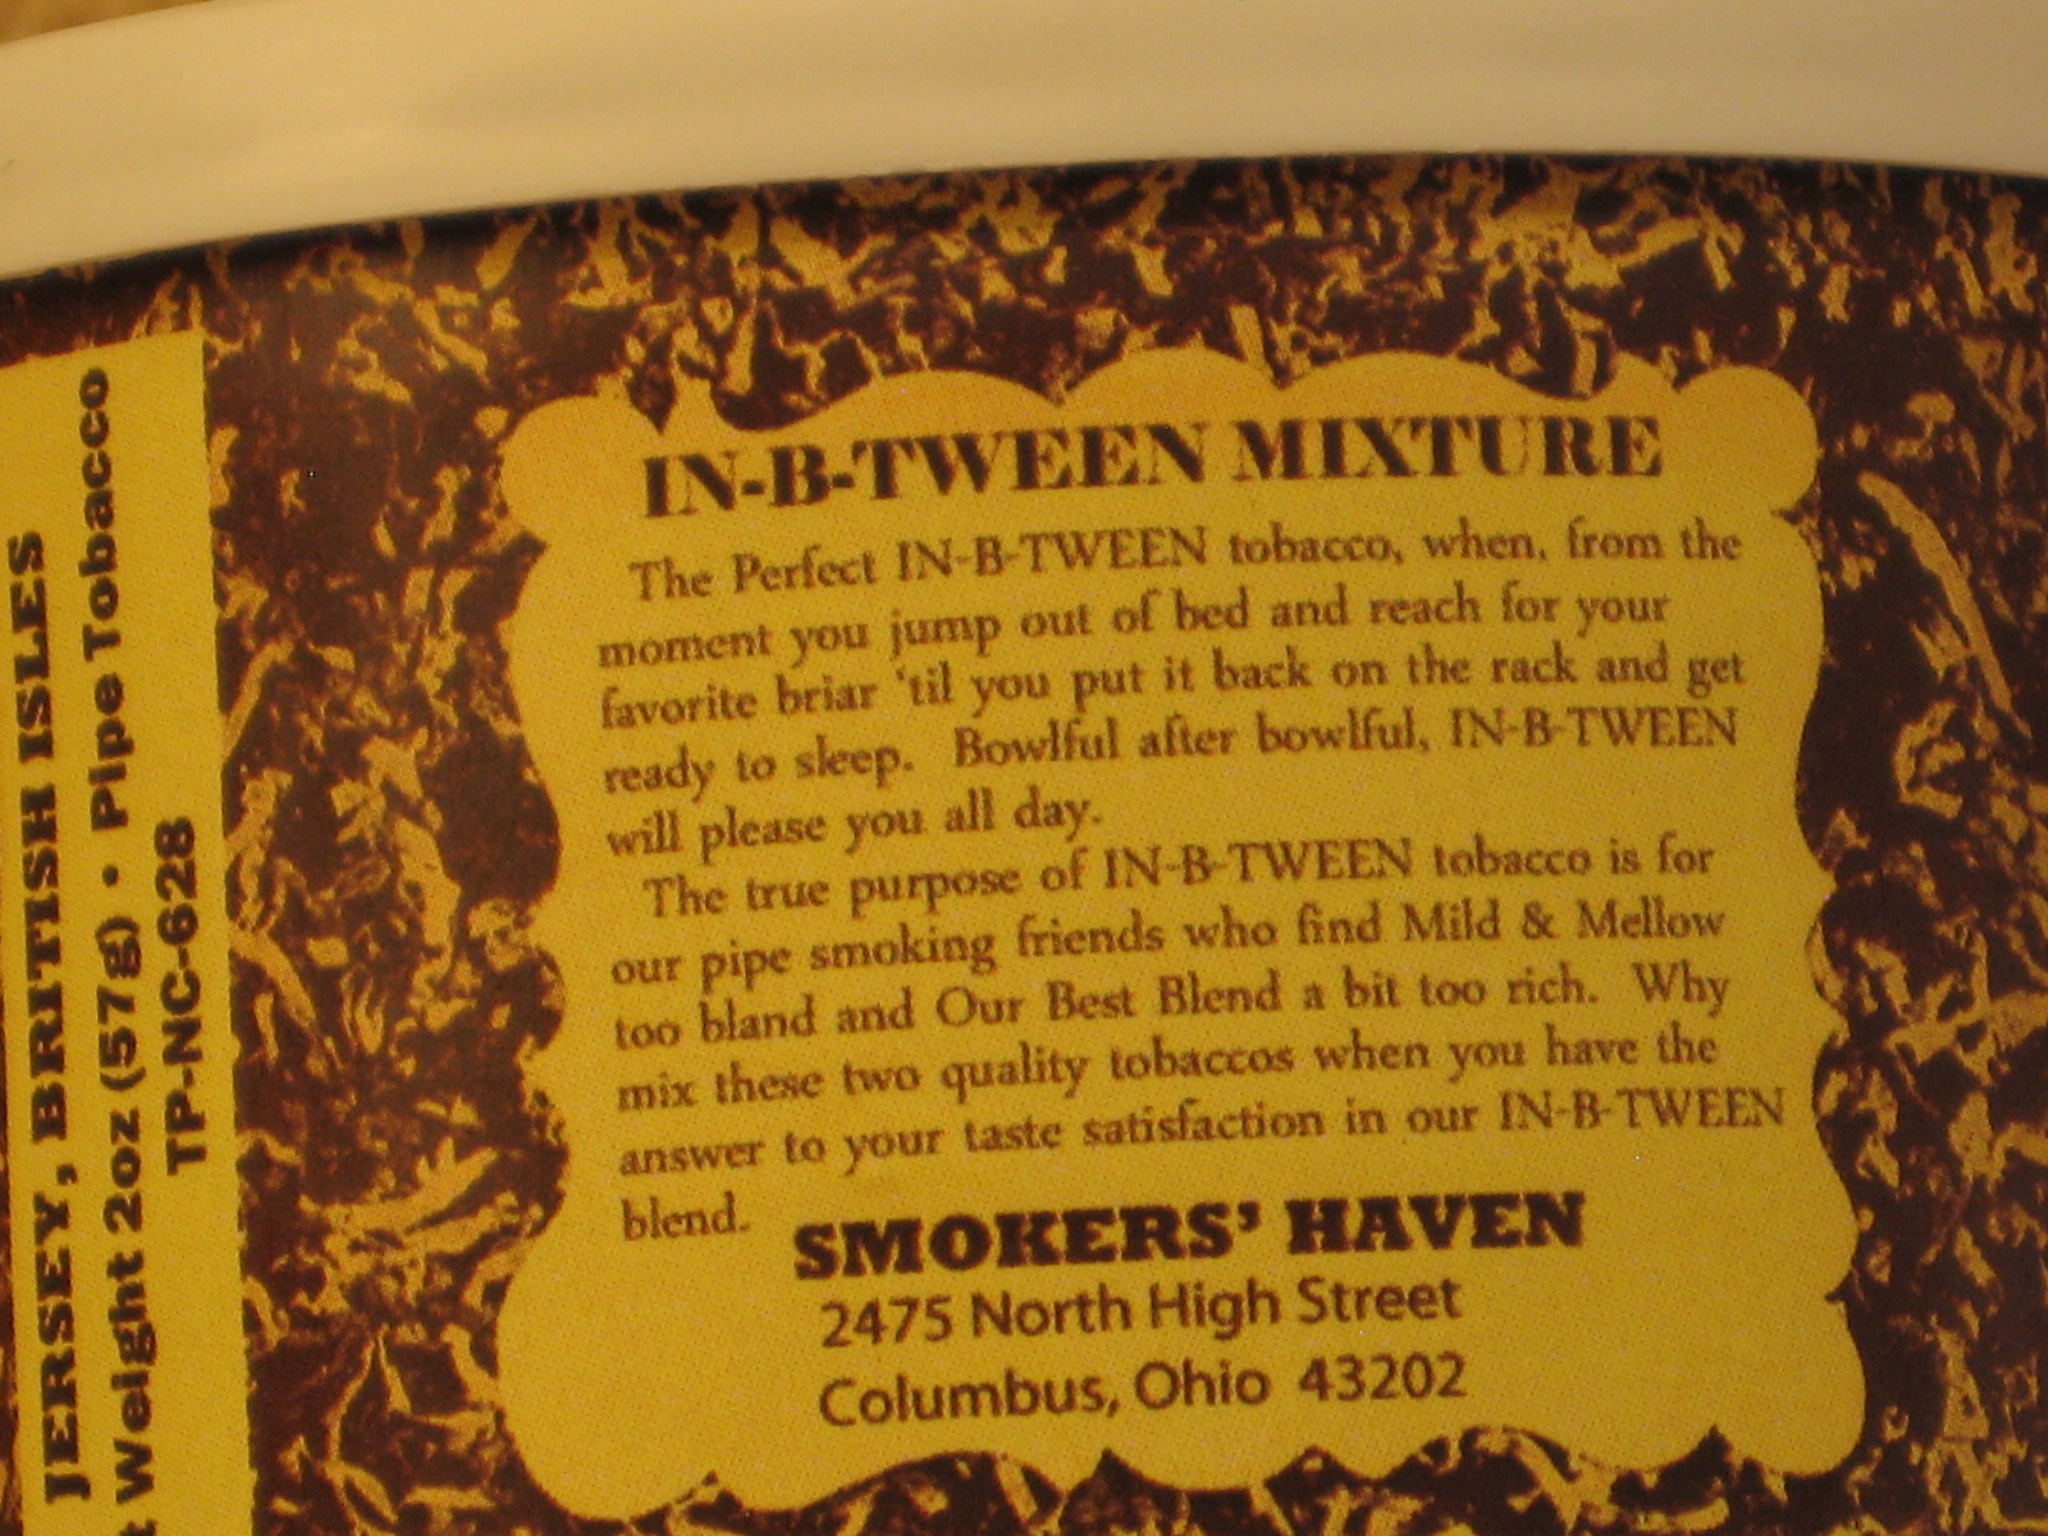 JERSEY, BRITISH ISLES
Weight 2oz (57g) • Pipe Tobacco
TP-NC-628
IN-B-TWEEN MIXTURE
The Perfect IN-B-TWEEN tobacco, when, from the
moment you jump out of bed and reach for your
favorite briar 'til you put it back on the rack and get
ready to sleep. Bowlful after bowlful, IN-B-TWEEN
will please you all day.
The true purpose of IN-B-TWEEN tobacco is for
our pipe smoking friends who find Mild & Mellow
too bland and Our Best Blend a bit too rich. Why
mix these two quality tobaccos when you have the
answer to your taste satisfaction in our IN-B-TWEEN
blend.
SMOKERS' HAVEN
2475 North High Street
Columbus, Ohio 43202